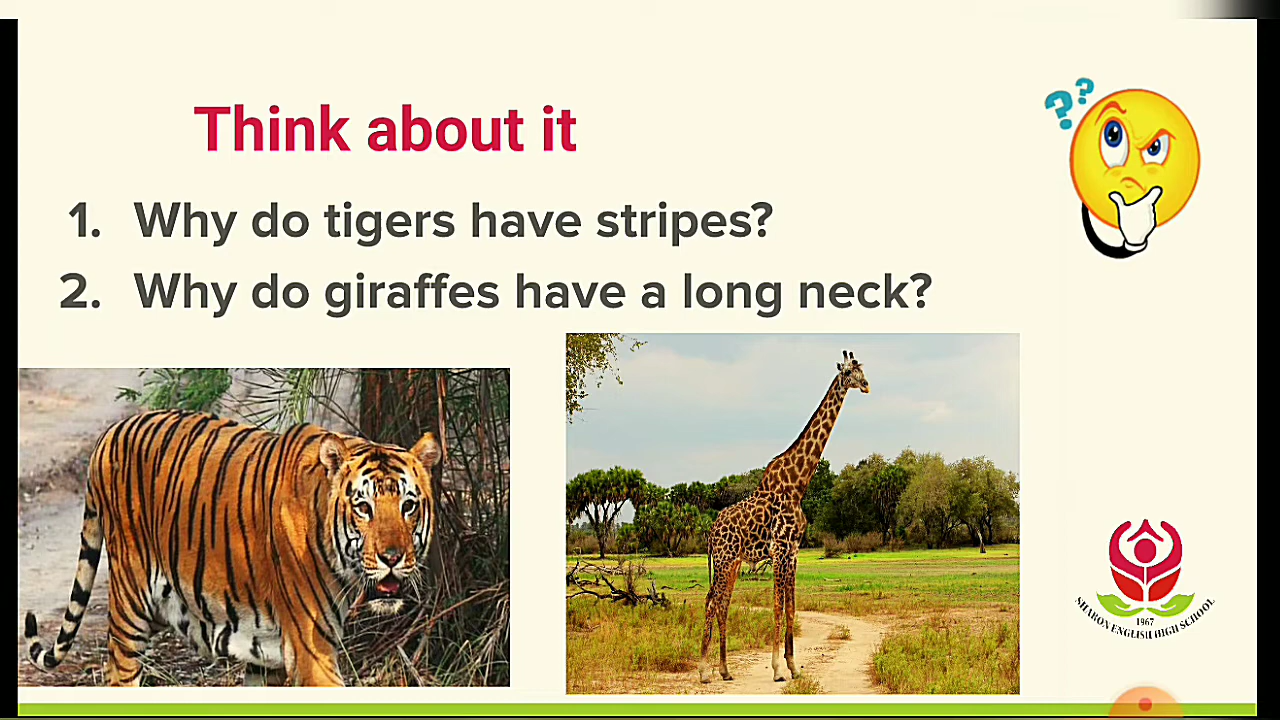 Think about it
1. Why do tigers have stripes?
2. Why do giraffes have a long neck?
??
1967
SHARON ENGLISH HIGH SCHOOL